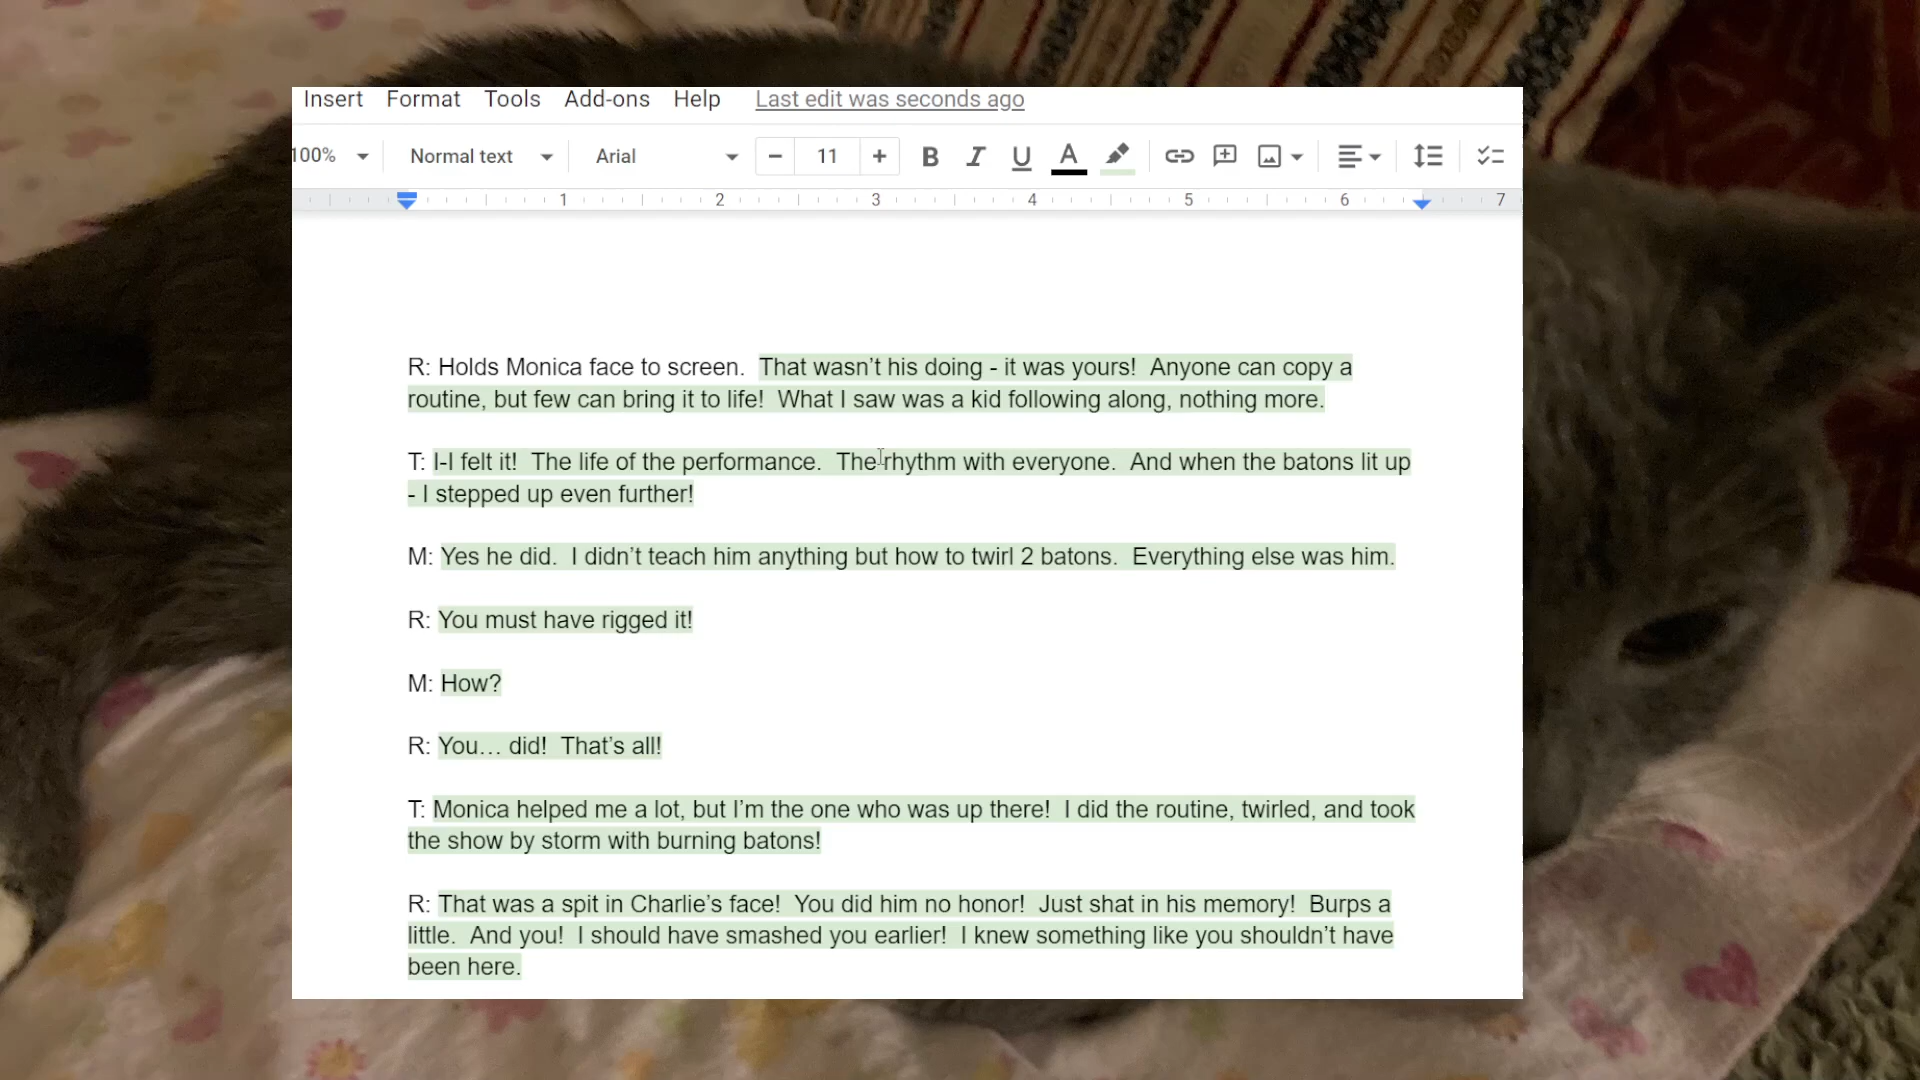 Insert Format Tools Add-ons Help Last edit was seconds ago
100% Normal text Arial 11 B I U A
1 2 3 4 5 6 7
R: Holds Monica face to screen. That wasn't his doing - it was yours! Anyone can copy a
routine, but few can bring it to life! What I saw was a kid following along, nothing more.
T: I-I felt it! The life of the performance. The rhythm with everyone. And when the batons lit up
- I stepped up even further!
M: Yes he did. I didn't teach him anything but how to twirl 2 batons. Everything else was him.
R: You must have rigged it!
M: How?
R: You… did! That's all!
T: Monica helped me a lot, but I'm the one who was up there! I did the routine, twirled, and took
the show by storm with burning batons!
R: That was a spit in Charlie's face! You did him no honor! Just shat in his memory! Burps a
little. And you! I should have smashed you earlier! I knew something like you shouldn't have
been here.